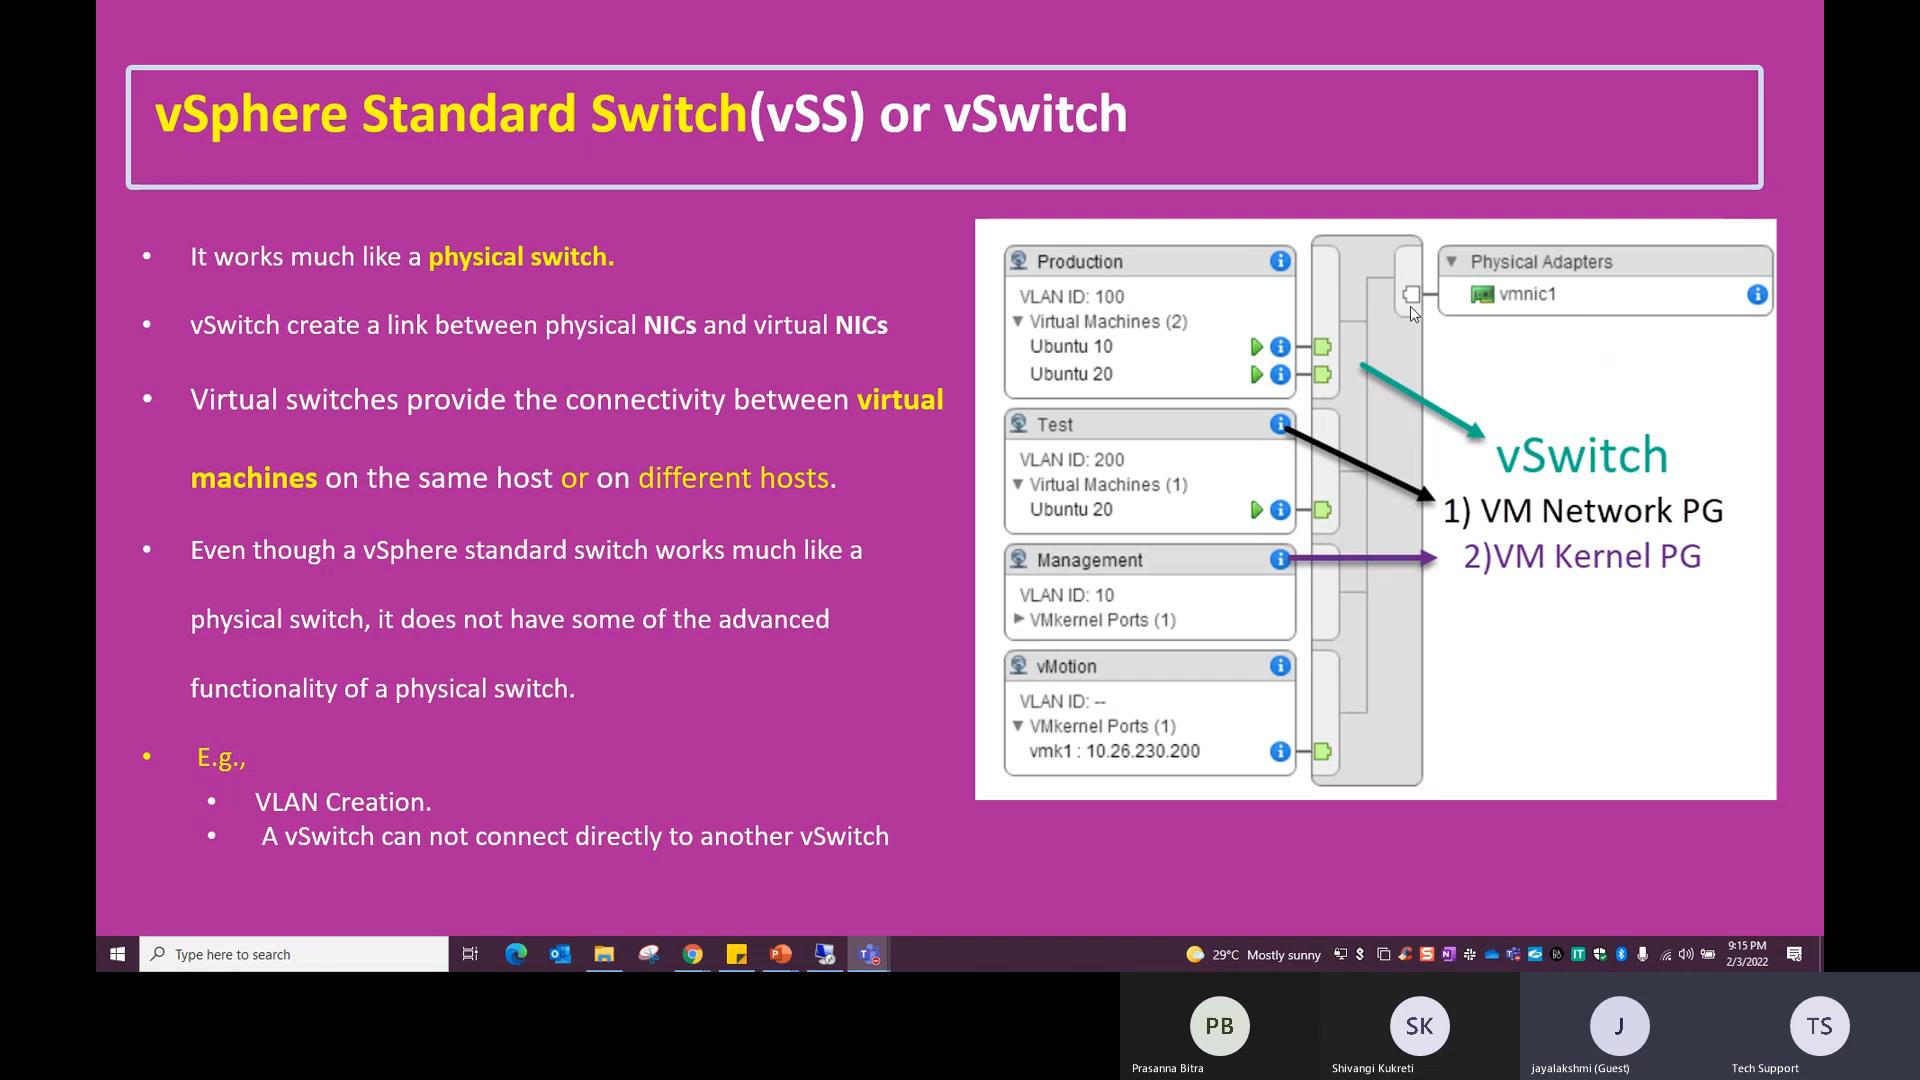 vSphere Standard Switch(vSS) or vSwitch
• It works much like a physical switch.
• vSwitch create a link between physical NICs and virtual NICs
• Virtual switches provide the connectivity between virtual
machines on the same host or on different hosts.
• Even though a vSphere standard switch works much like a
physical switch, it does not have some of the advanced
functionality of a physical switch.
• E.g.,
• VLAN Creation.
• A vSwitch can not connect directly to another vSwitch
Production
VLAN ID: 100
Virtual Machines (2)
Ubuntu 10
Ubuntu 20
Test
VLAN ID: 200
Virtual Machines (1)
Ubuntu 20
Management
VLAN ID: 10
VMkernel Ports (1)
vMotion
VLAN ID: --
VMkernel Ports (1)
vmk1 : 10.26.230.200
Physical Adapters
vmnic1
vSwitch
1) VM Network PG
2)VM Kernel PG
Type here to search
29°C Mostly sunny
9:15 PM
2/3/2022
PB
Prasanna Bitra
SK
Shivangi Kukreti
J
jayalakshmi (Guest)
TS
Tech Support